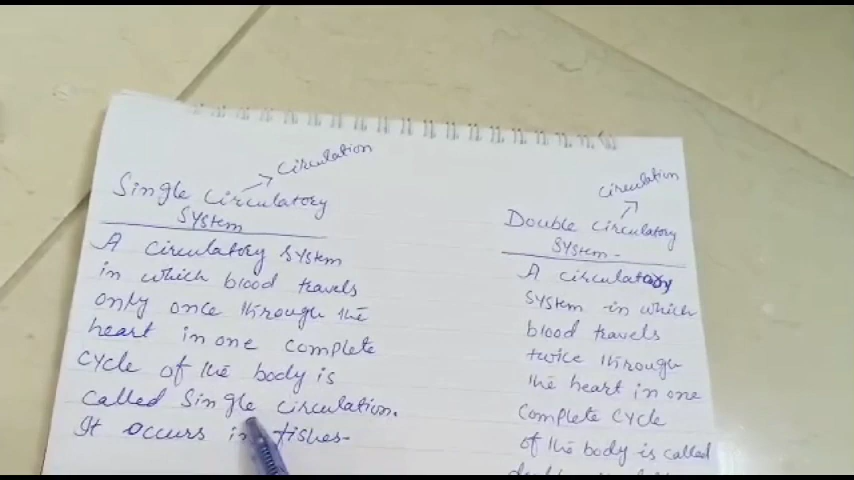 Circulation
Single circulatory
system
A circulatory system
in which blood travels
only once through the
heart in one complete
cycle of the body is
called single circulation.
It occurs in fishes-
Circulation
Double circulatory
system-
A circulatory
system in which
blood travels
twice through
the heart in one
complete cycle
of the body is called